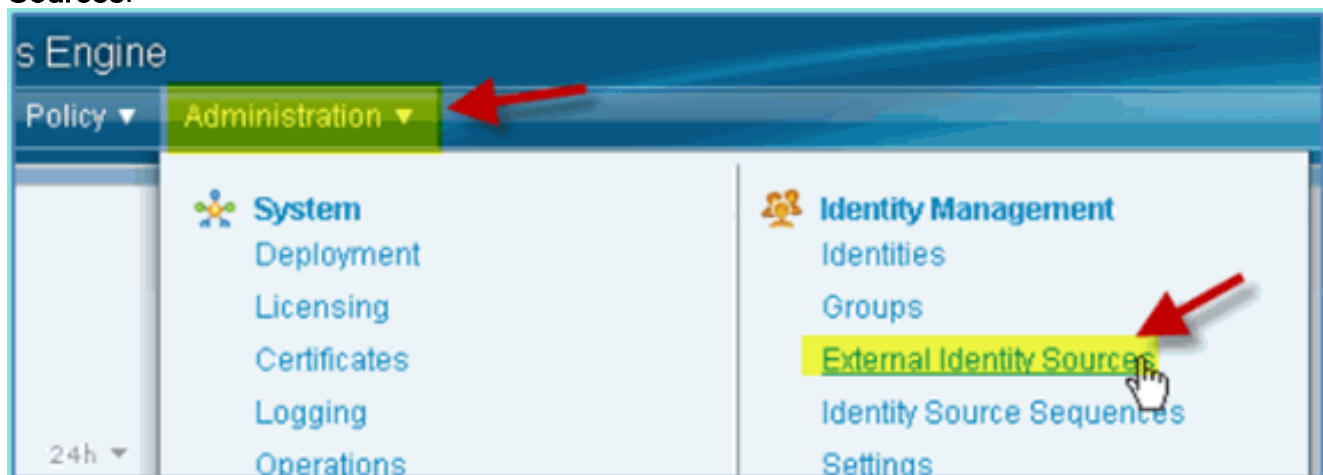 Sources.
s Engine
Policy ▼ Administration ▼
System
Deployment
Licensing
Certificates
Logging
Operations
Identity Management
Identities
Groups
External Identity Sources
Identity Source Sequences
Settings
24h ▼